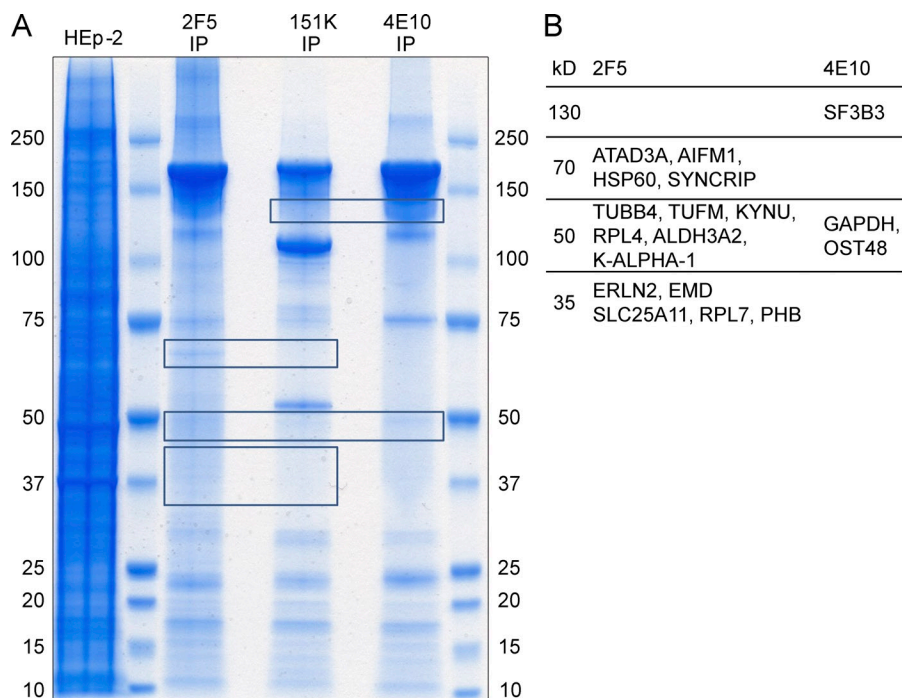 A
HEp-2
2F5 IP
151K IP
4E10 IP
250
150
100
75
50
37
25
20
15
10
250
150
100
75
50
37
25
20
15
10
B
kD 2F5 4E10
130 SF3B3
70 ATAD3A, AIFM1,
HSP60, SYNCRIP
50 TUBB4, TUFM, KYNU,
RPL4, ALDH3A2,
K-ALPHA-1
GAPDH,
OST48
35 ERLN2, EMD
SLC25A11, RPL7, PHB